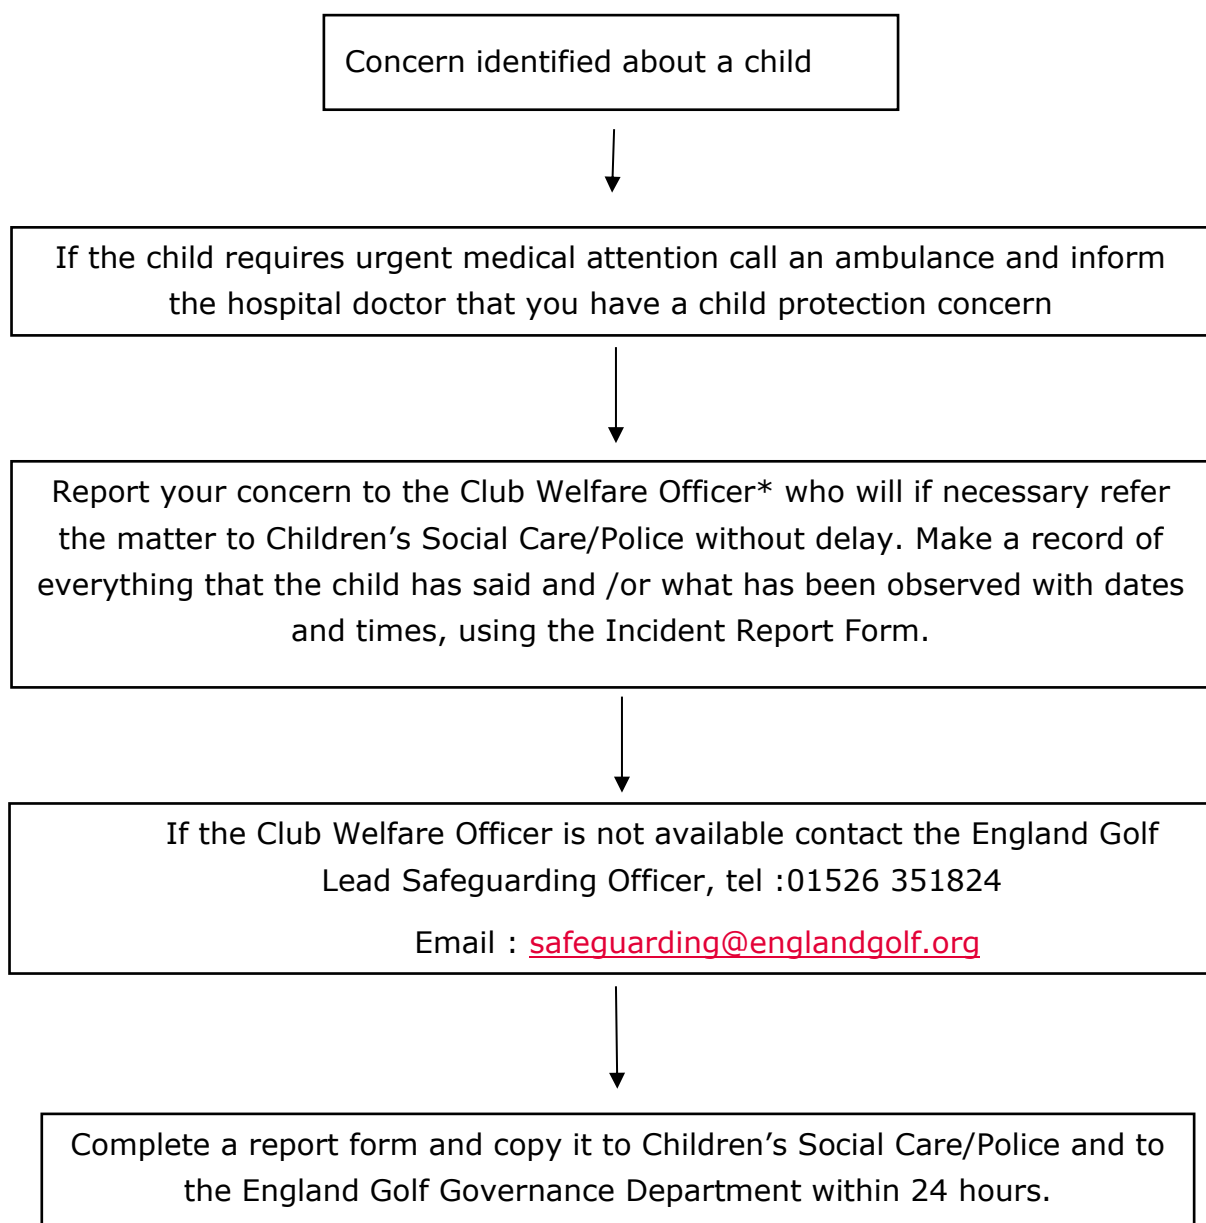 Concern identified about a child
If the child requires urgent medical attention call an ambulance and inform
the hospital doctor that you have a child protection concern
Report your concern to the Club Welfare Officer* who will if necessary refer
the matter to Children’s Social Care/Police without delay. Make a record of
everything that the child has said and /or what has been observed with dates
and times, using the Incident Report Form.
If the Club Welfare Officer is not available contact the England Golf
Lead Safeguarding Officer, tel :01526 351824
Email : safeguarding@englandgolf.org
Complete a report form and copy it to Children’s Social Care/Police and to
the England Golf Governance Department within 24 hours.